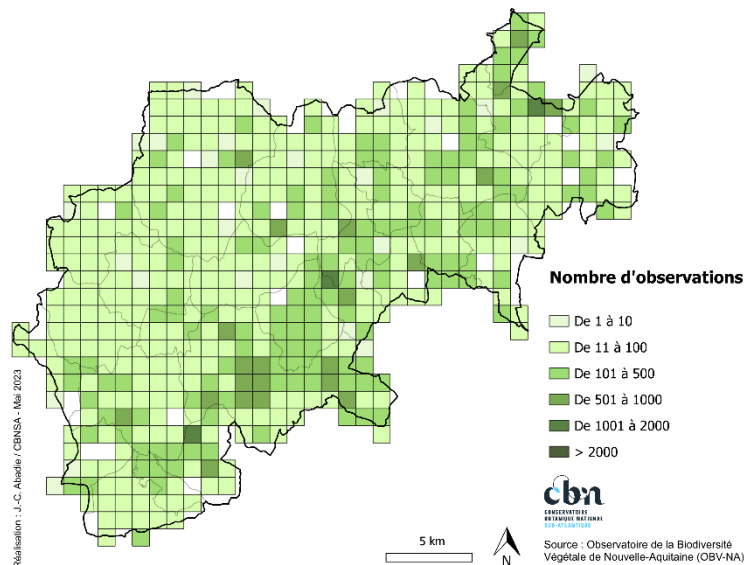 Nombre d'observations
De 1 à 10
De 11 à 100
De 101 à 500
De 501 à 1000
De 1001 à 2000
> 2000
Réalisation : J.-C. Abadie / CBNSA - Mai 2023
cbn
CONSERVATOIRE
BOTANIQUE NATIONAL
SUD-ATLANTIQUE
5 km
N
Source : Observatoire de la Biodiversité
Végétale de Nouvelle-Aquitaine (OBV-NA)